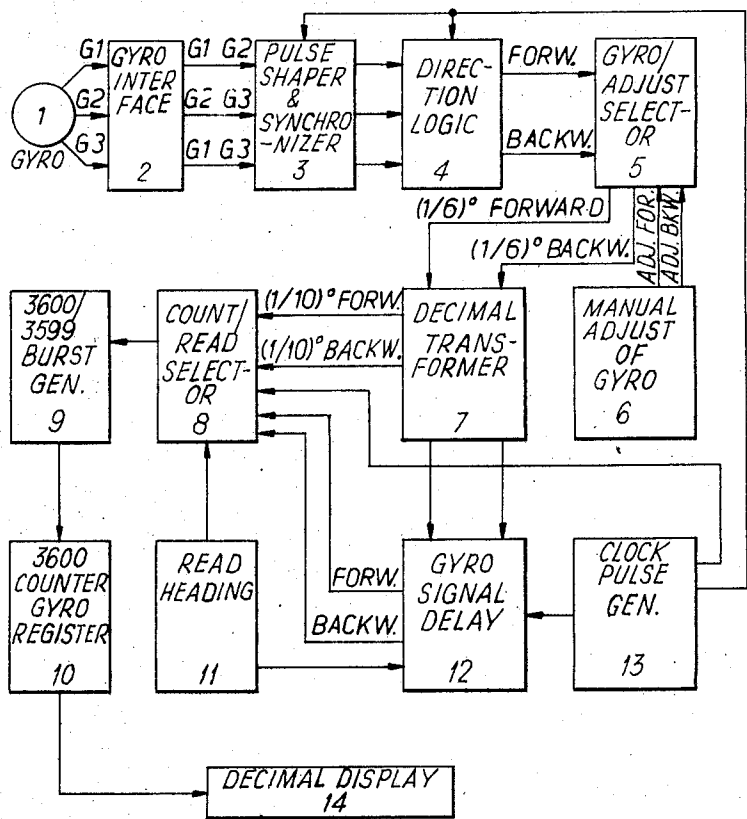 G1
G2
G3
1
GYRO
GYRO
INTER
FACE
2
G1 G2
G2 G3
G1 G3
PULSE
SHAPER
&
SYNCHRO
-NIZER
3
DIREC-
TION
LOGIC
4
FORW.
BACKW.
GYRO/
ADJUST
SELECT-
OR
5
(1/6)° FORWARD
(1/6)° BACKW.
ADJ. FOR.
ADJ. BKW.
3600/
3599
BURST
GEN.
9
COUNT/
READ
SELECT-
OR
8
(1/10)° FORW.
(1/10)° BACKW.
DECIMAL
TRANS-
FORMER
7
MANUAL
ADJUST
OF
GYRO
6
3600
COUNTER
GYRO
REGISTER
10
READ
HEADING
11
FORW.
BACKW.
GYRO
SIGNAL
DELAY
12
CLOCK
PULSE
GEN.
13
DECIMAL DISPLAY
14